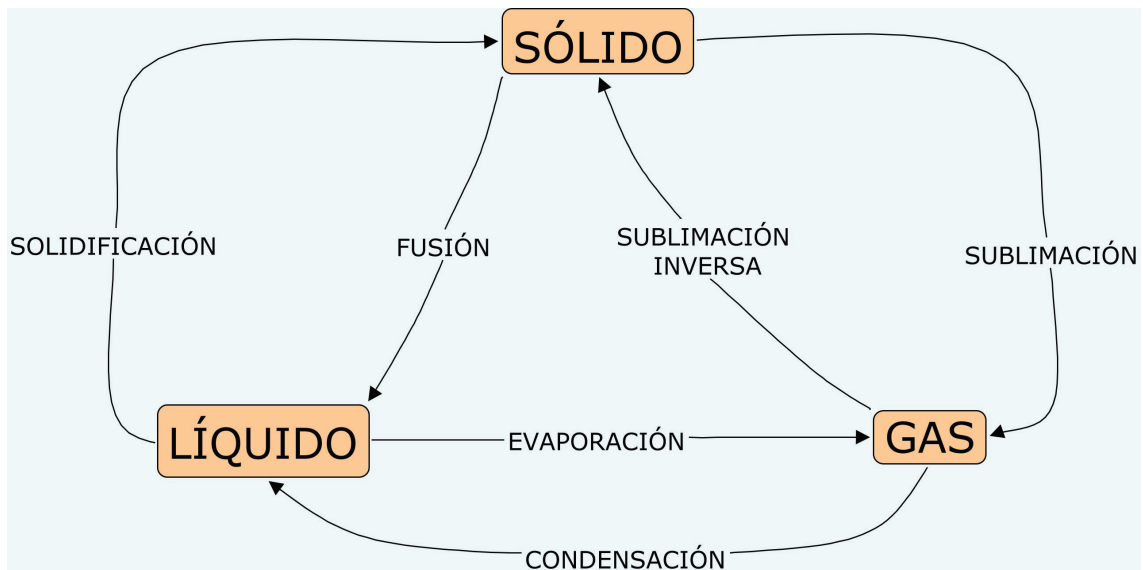 SÓLIDO
SOLIDIFICACIÓN
FUSIÓN
SUBLIMACIÓN
INVERSA
SUBLIMACIÓN
LÍQUIDO
EVAPORACIÓN
GAS
CONDENSACIÓN